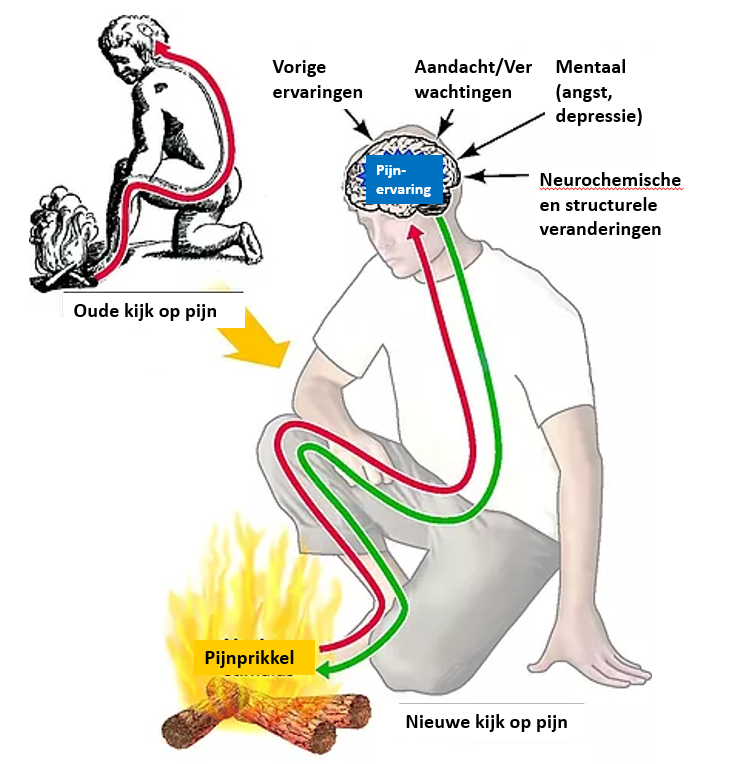 Vorige
ervaringen
Aandacht/Ver
wachtingen
Mentaal
(angst,
depressie)
Pijn-
ervaring
Neurochemische
en structurele
veranderingen
Oude kijk op pijn
Pijnprikkel
Nieuwe kijk op pijn